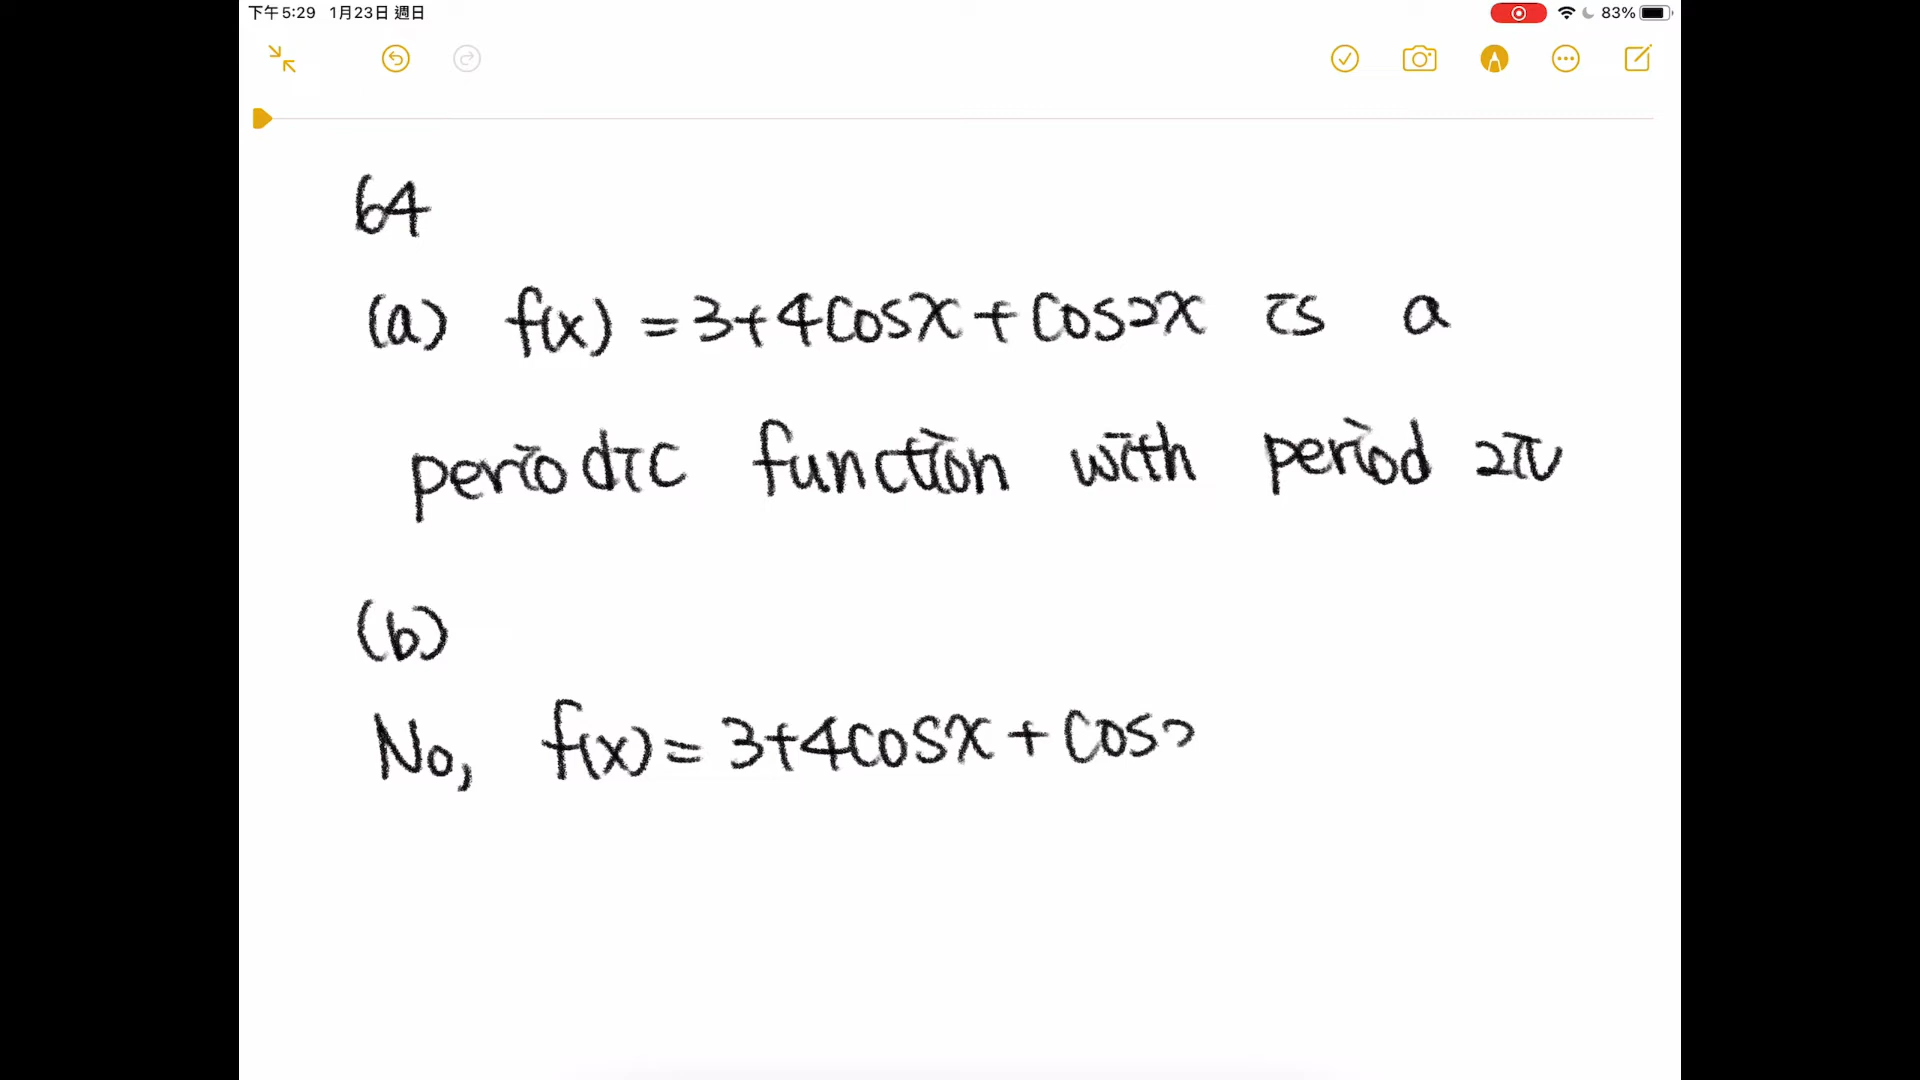 下午5:29 1月23日 週日 83%
64
(a) f(x) = 3+4cosx + cos2x is a
periodic function with period 2π
(b)
No, f(x) = 3+4cosx + cos2